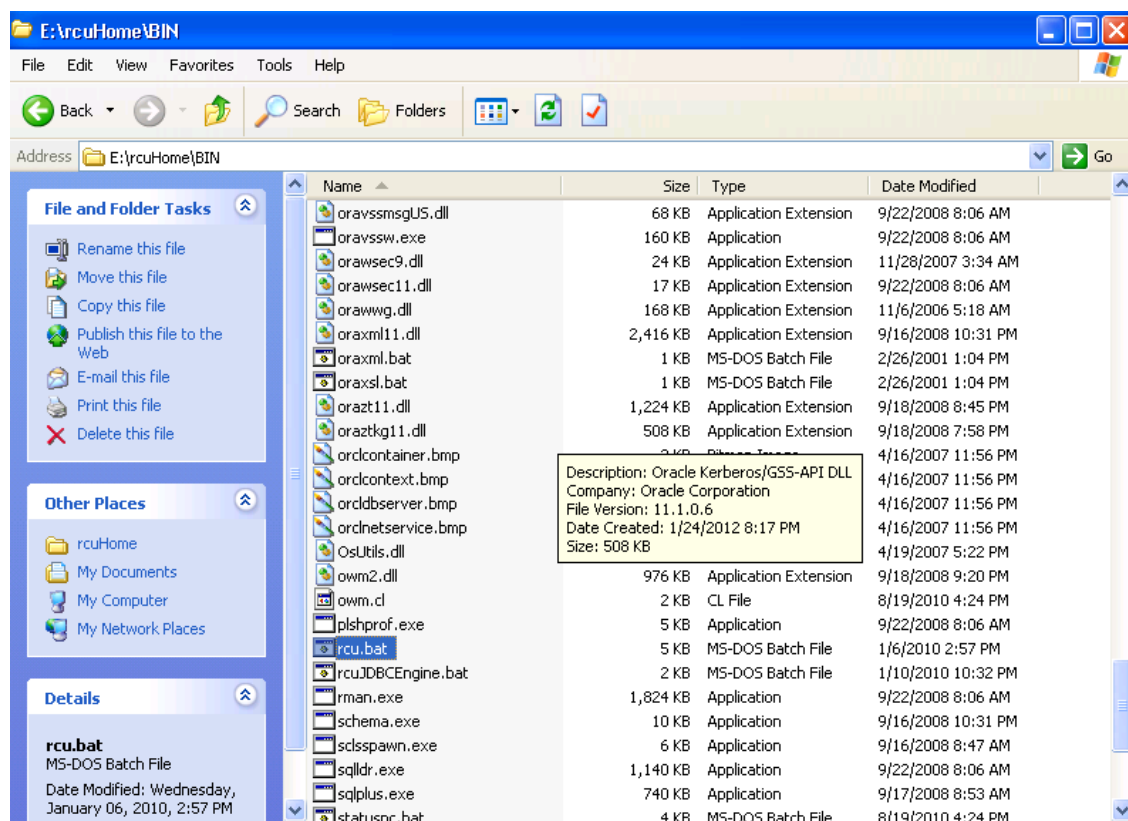 E:\rcuHome\BIN
File Edit View Favorites Tools Help
Back Search Folders
Address E:\rcuHome\BIN Go
File and Folder Tasks
Rename this file
Move this file
Copy this file
Publish this file to the
Web
E-mail this file
Print this file
Delete this file
Other Places
rcuHome
My Documents
My Computer
My Network Places
Details
rcu.bat
MS-DOS Batch File
Date Modified: Wednesday,
January 06, 2010, 2:57 PM
Name Size Type Date Modified
oravssmsgUS.dll 68 KB Application Extension 9/22/2008 8:06 AM
oravssw.exe 160 KB Application 9/22/2008 8:06 AM
orawsec9.dll 24 KB Application Extension 11/28/2007 3:34 AM
orawsec11.dll 17 KB Application Extension 9/22/2008 8:06 AM
orawwg.dll 168 KB Application Extension 11/6/2006 5:18 AM
oraxml11.dll 2,416 KB Application Extension 9/16/2008 10:31 PM
oraxml.bat 1 KB MS-DOS Batch File 2/26/2001 1:04 PM
oraxsl.bat 1 KB MS-DOS Batch File 2/26/2001 1:04 PM
orazt11.dll 1,224 KB Application Extension 9/18/2008 8:45 PM
oraztkg11.dll 508 KB Application Extension 9/18/2008 7:58 PM
orclcontainer.bmp 4/16/2007 11:56 PM
orclcontext.bmp 4/16/2007 11:56 PM
orcldbserver.bmp 4/16/2007 11:56 PM
orclnetservice.bmp 4/16/2007 11:56 PM
OsUtils.dll 4/19/2007 5:22 PM
Description: Oracle Kerberos/GSS-API DLL
Company: Oracle Corporation
File Version: 11.1.0.6
Date Created: 1/24/2012 8:17 PM
Size: 508 KB
owm2.dll 976 KB Application Extension 9/18/2008 9:20 PM
owm.cl 2 KB CL File 8/19/2010 4:24 PM
plshprof.exe 5 KB Application 9/22/2008 8:06 AM
rcu.bat 5 KB MS-DOS Batch File 1/6/2010 2:57 PM
rcuJDBCEngine.bat 2 KB MS-DOS Batch File 1/10/2010 10:32 PM
rman.exe 1,824 KB Application 9/22/2008 8:06 AM
schema.exe 10 KB Application 9/16/2008 10:31 PM
sclsspawn.exe 6 KB Application 9/16/2008 8:47 AM
sqlldr.exe 1,140 KB Application 9/22/2008 8:06 AM
sqlplus.exe 740 KB Application 9/17/2008 8:53 AM
statusnc.bat 4 KB MS-DOS Batch File 8/19/2010 4:24 PM